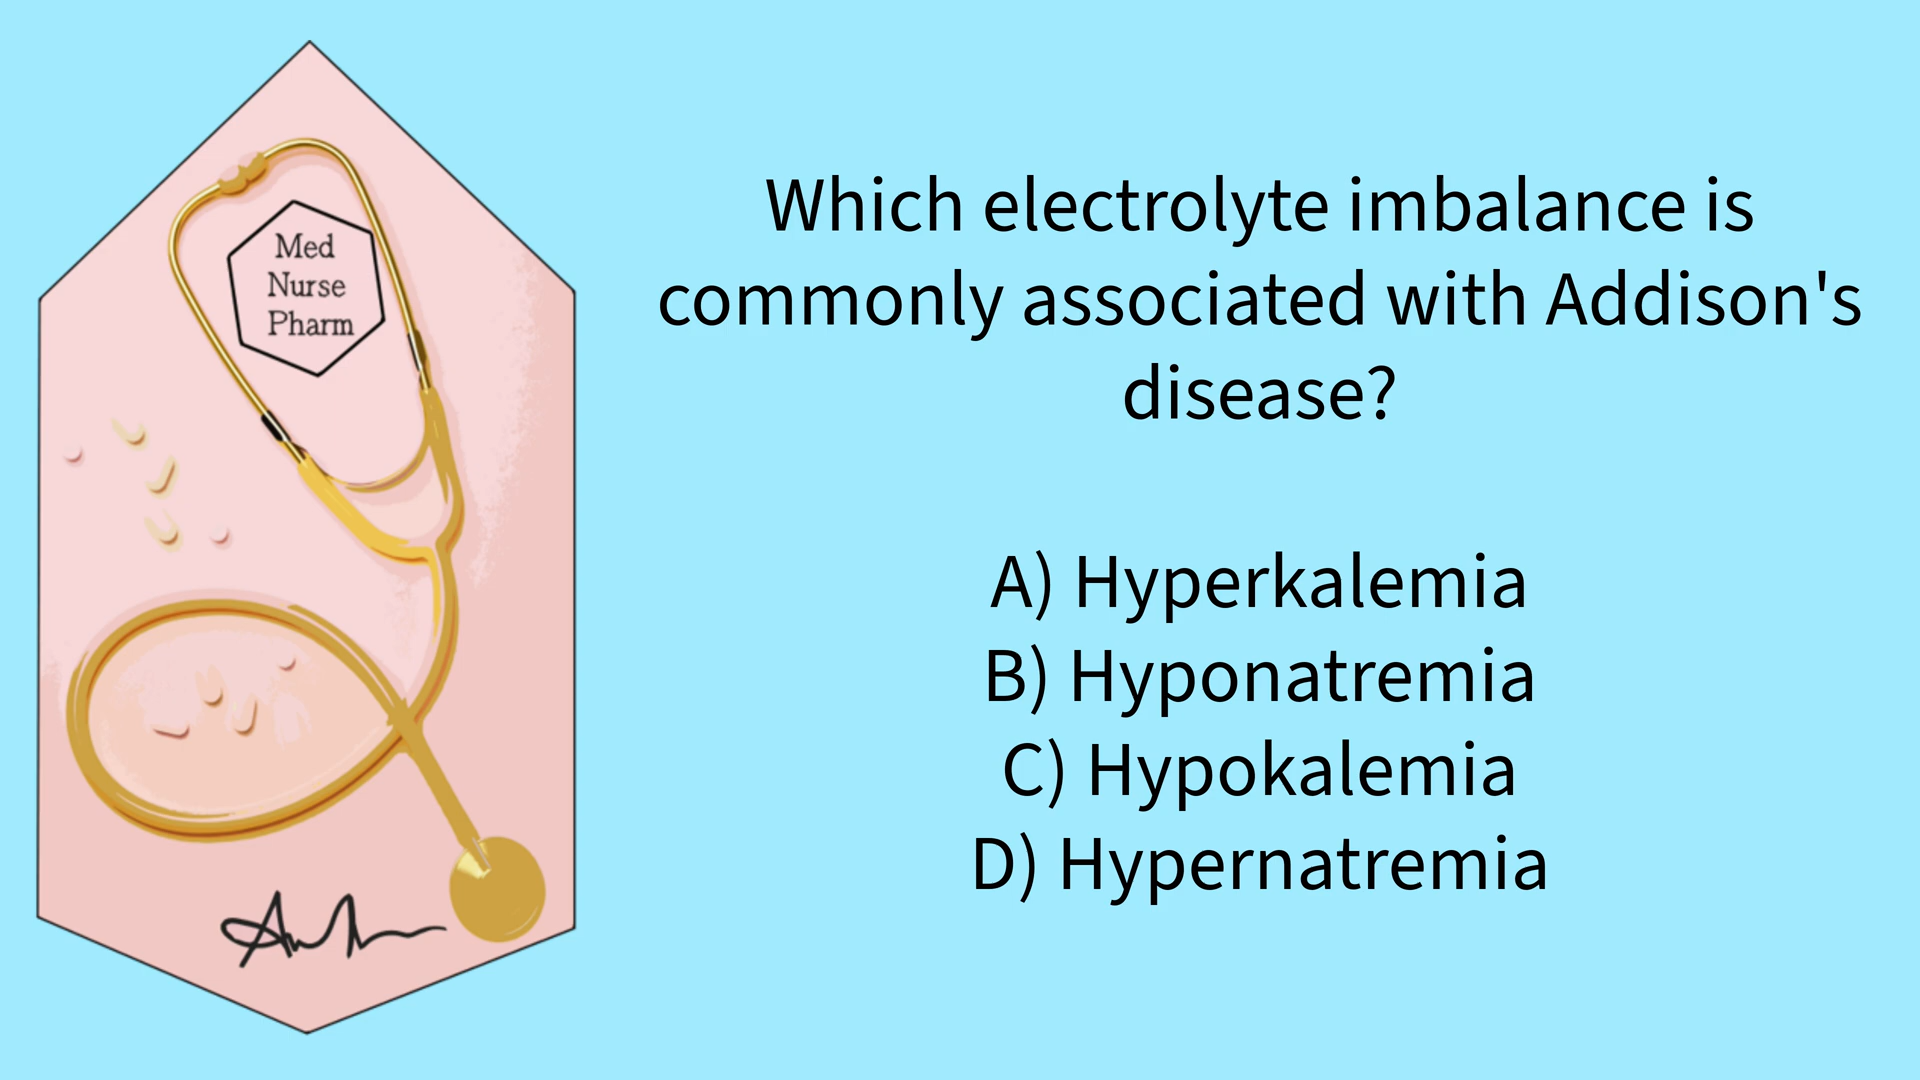 Med
Nurse
Pharm
Which electrolyte imbalance is
commonly associated with Addison's
disease?
A) Hyperkalemia
B) Hyponatremia
C) Hypokalemia
D) Hypernatremia